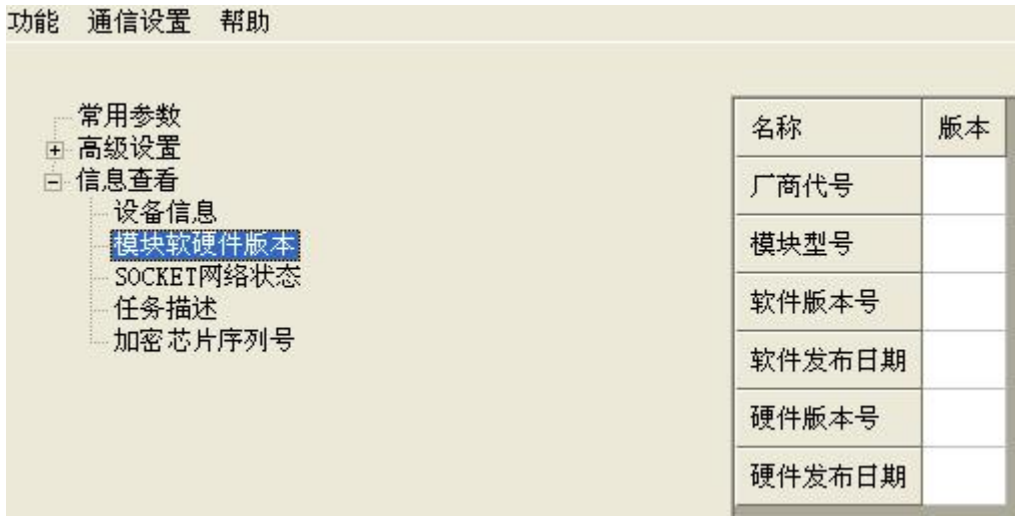 功能 通信设置 帮助
常用参数
高级设置
信息查看
设备信息
模块软硬件版本
SOCKET网络状态
任务描述
加密芯片序列号
名称 版本
厂商代号
模块型号
软件版本号
软件发布日期
硬件版本号
硬件发布日期